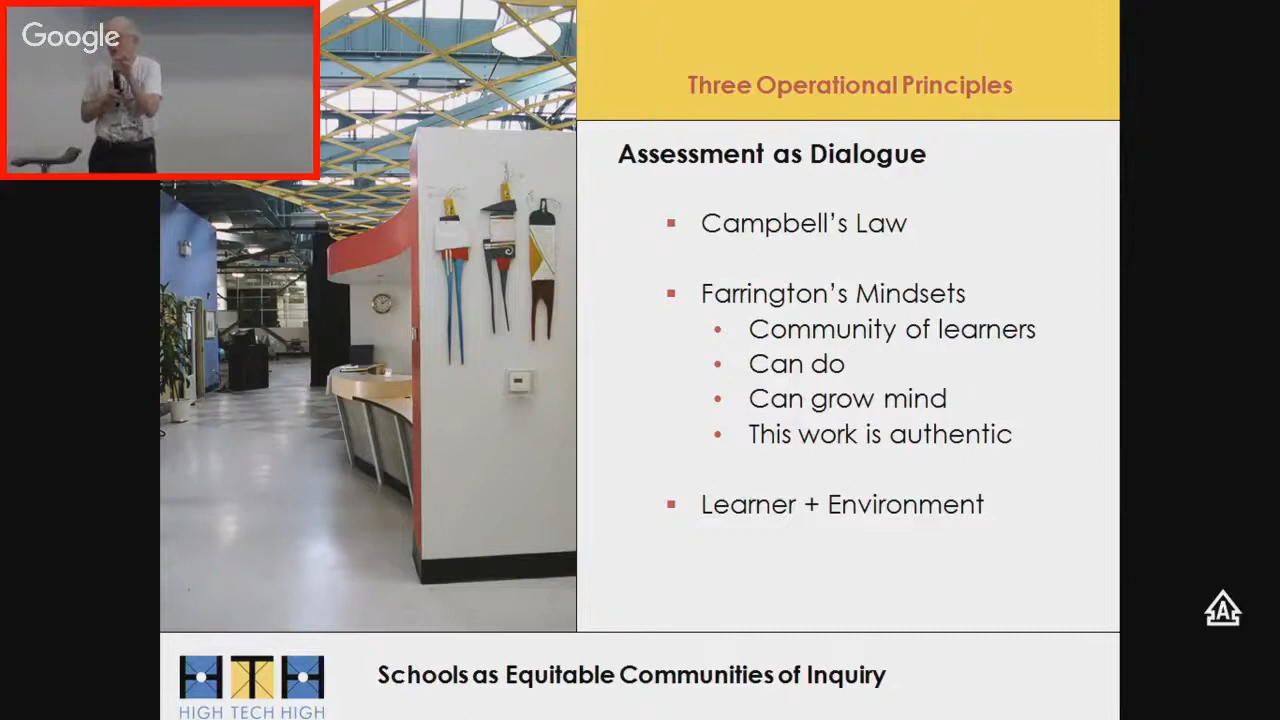 Google
Three Operational Principles
Assessment as Dialogue
▪ Campbell's Law
▪ Farrington's Mindsets
• Community of learners
• Can do
• Can grow mind
• This work is authentic
▪ Learner + Environment
HTH
HIGH TECH HIGH
Schools as Equitable Communities of Inquiry
A